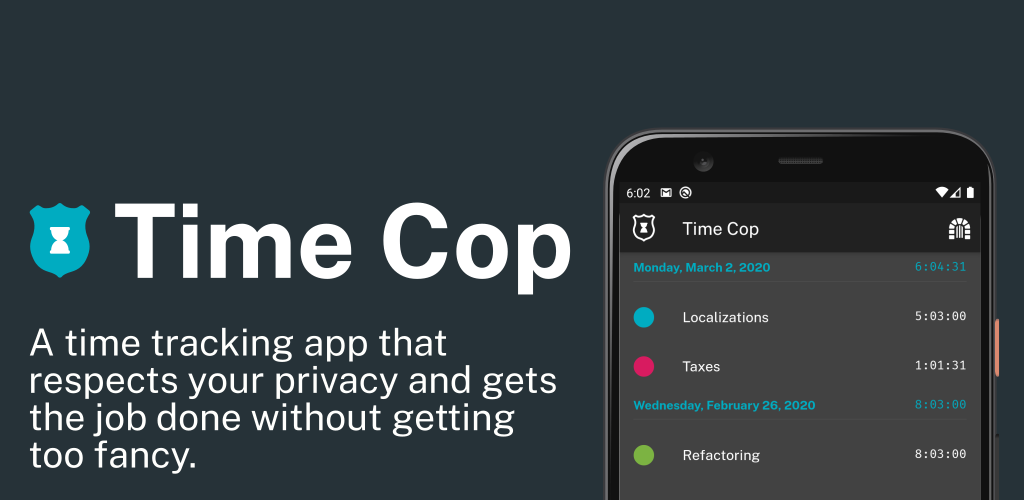 Time Cop
A time tracking app that
respects your privacy and gets
the job done without getting
too fancy.
6:02
Time Cop
Monday, March 2, 2020 6:04:31
Localizations 5:03:00
Taxes 1:01:31
Wednesday, February 26, 2020 8:03:00
Refactoring 8:03:00